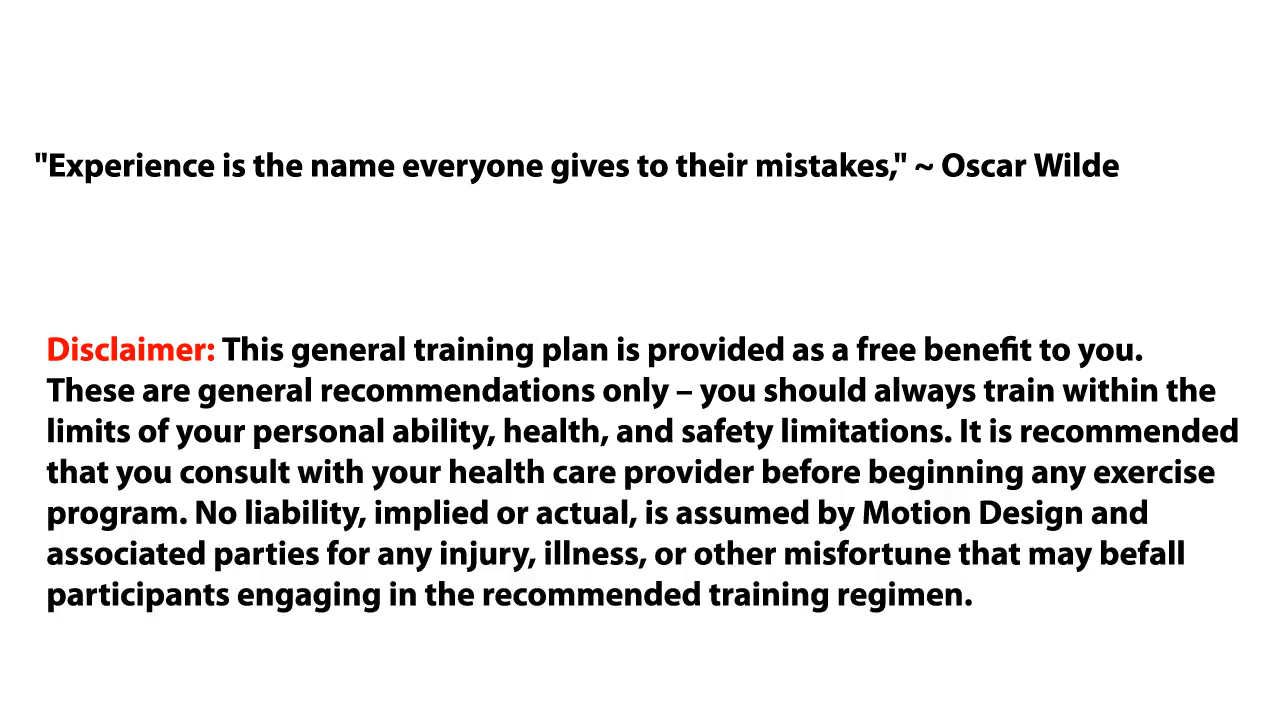 "Experience is the name everyone gives to their mistakes," ~ Oscar Wilde
Disclaimer: This general training plan is provided as a free benefit to you.
These are general recommendations only – you should always train within the
limits of your personal ability, health, and safety limitations. It is recommended
that you consult with your health care provider before beginning any exercise
program. No liability, implied or actual, is assumed by Motion Design and
associated parties for any injury, illness, or other misfortune that may befall
participants engaging in the recommended training regimen.